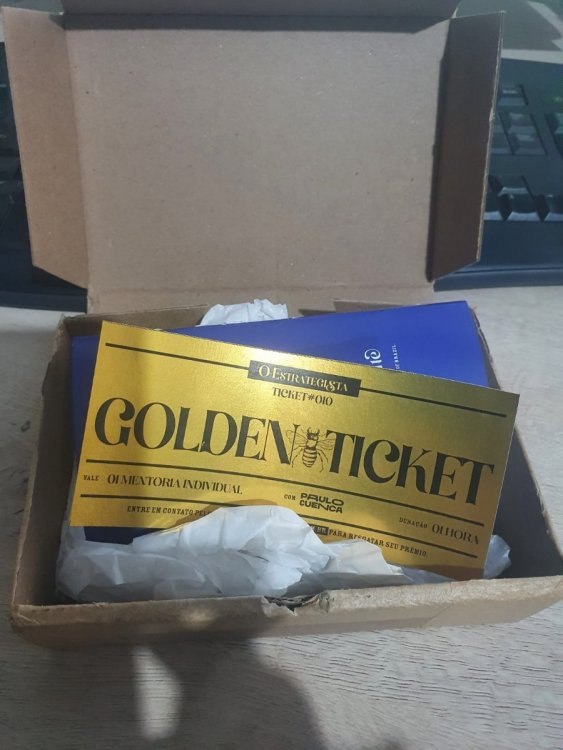 O Estrategista
TICKET#010
GOLDEN TICKET
VALE 01 MENTORIA INDIVIDUAL COM PAULO CUENCA DURAÇÃO 01 HORA
ENTRE EM CONTATO PARA RESGATAR SEU PRÊMIO.